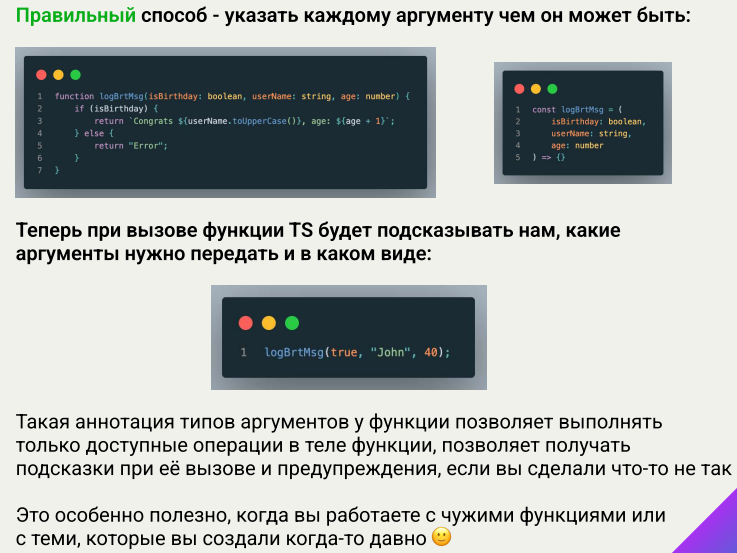 Правильный способ - указать каждому аргументу чем он может быть:
1 function logBrtMsg(isBirthday: boolean, userName: string, age: number) {
2 if (isBirthday) {
3 return `Congrats ${userName.toUpperCase()}, age: ${age + 1}`;
4 } else {
5 return "Error";
6 }
7 }
1 const logBrtMsg = (
2 isBirthday: boolean,
3 userName: string,
4 age: number
5 ) => {}
Теперь при вызове функции TS будет подсказывать нам, какие
аргументы нужно передать и в каком виде:
1 logBrtMsg(true, "John", 40);
Такая аннотация типов аргументов у функции позволяет выполнять
только доступные операции в теле функции, позволяет получать
подсказки при её вызове и предупреждения, если вы сделали что-то не так
Это особенно полезно, когда вы работаете с чужими функциями или
с теми, которые вы создали когда-то давно 🙂